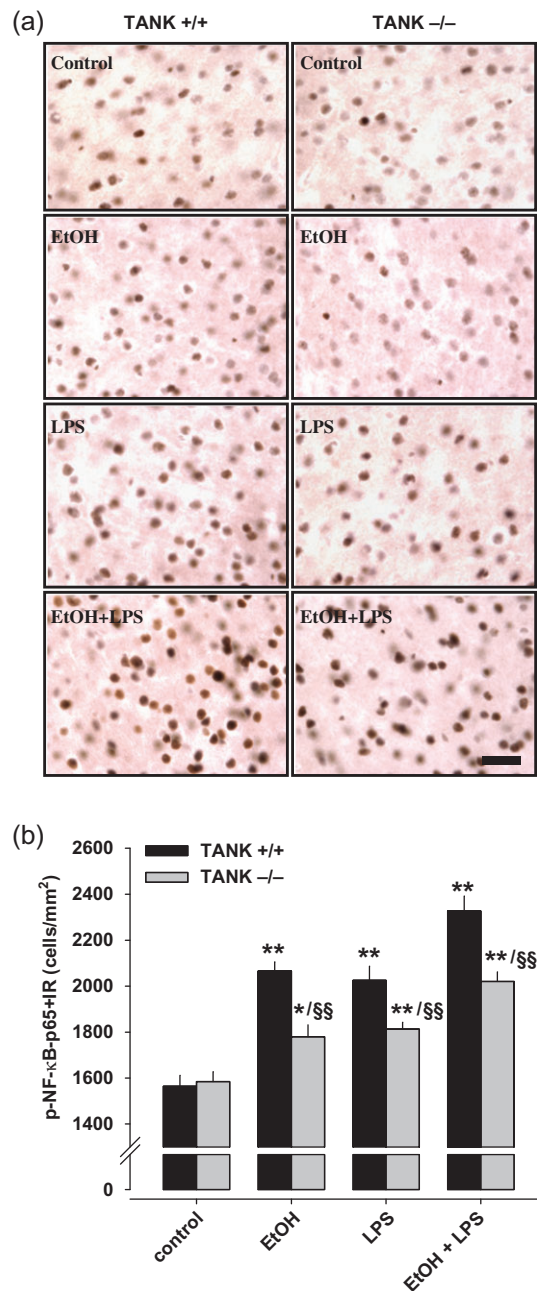 (a)
TANK +/+
TANK –/–
Control
Control
EtOH
EtOH
LPS
LPS
EtOH+LPS
EtOH+LPS
(b)
TANK +/+
TANK –/–
p-NF-κB-p65+IR (cells/mm²)
2600
2400
2200
2000
1800
1600
1400
0
**
*/§§
**
**/§§
**
**/§§
control
EtOH
LPS
EtOH + LPS